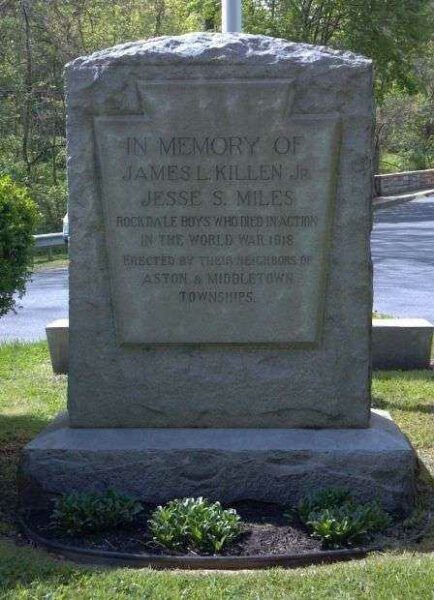 IN MEMORY OF
JAMES L. KILLEN JR.
JESSE S. MILES
ROCKDALE BOYS WHO DIED IN ACTION
IN THE WORLD WAR 1918
ERECTED BY THEIR NEIGHBORS OF
ASTON & MIDDLETOWN
TOWNSHIPS.